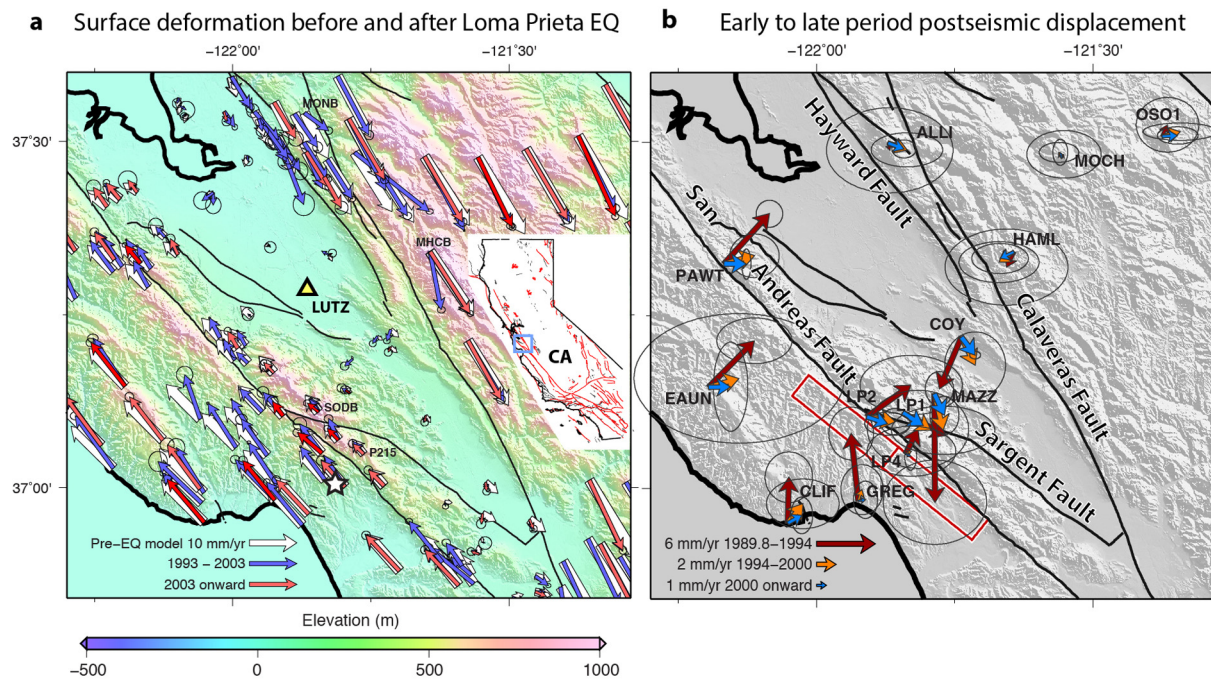 a Surface deformation before and after Loma Prieta EQ
−122°00'
−121°30'
37°30'
37°00'
MONB
MHCB
LUTZ
CA
SODB
P215
Pre-EQ model 10 mm/yr
1993 − 2003
2003 onward
Elevation (m)
−500
0
500
1000
b Early to late period postseismic displacement
−122°00'
−121°30'
OSO1
ALLI
MOCH
Hayward Fault
HAML
San Andreas Fault
PAWT
Calaveras Fault
COY
EAUN
LP2
LP1
MAZZ
Sargent Fault
LP4
CLIF
GREG
6 mm/yr 1989.8−1994
2 mm/yr 1994−2000
1 mm/yr 2000 onward